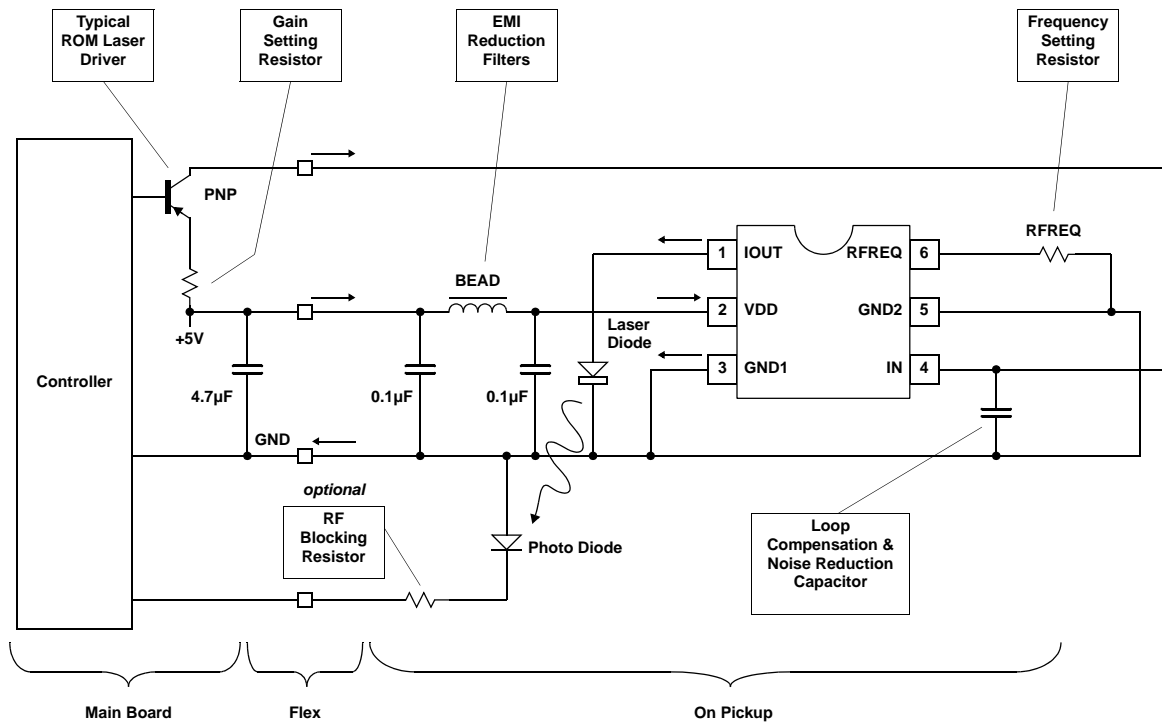 Typical
ROM Laser
Driver
Gain
Setting
Resistor
EMI
Reduction
Filters
Frequency
Setting
Resistor
PNP
1
IOUT
RFREQ
6
RFREQ
BEAD
2
VDD
GND2
5
+5V
Laser
Diode
3
GND1
IN
4
Controller
4.7µF
0.1µF
0.1µF
GND
optional
RF
Blocking
Resistor
Photo Diode
Loop
Compensation &
Noise Reduction
Capacitor
Main Board
Flex
On Pickup